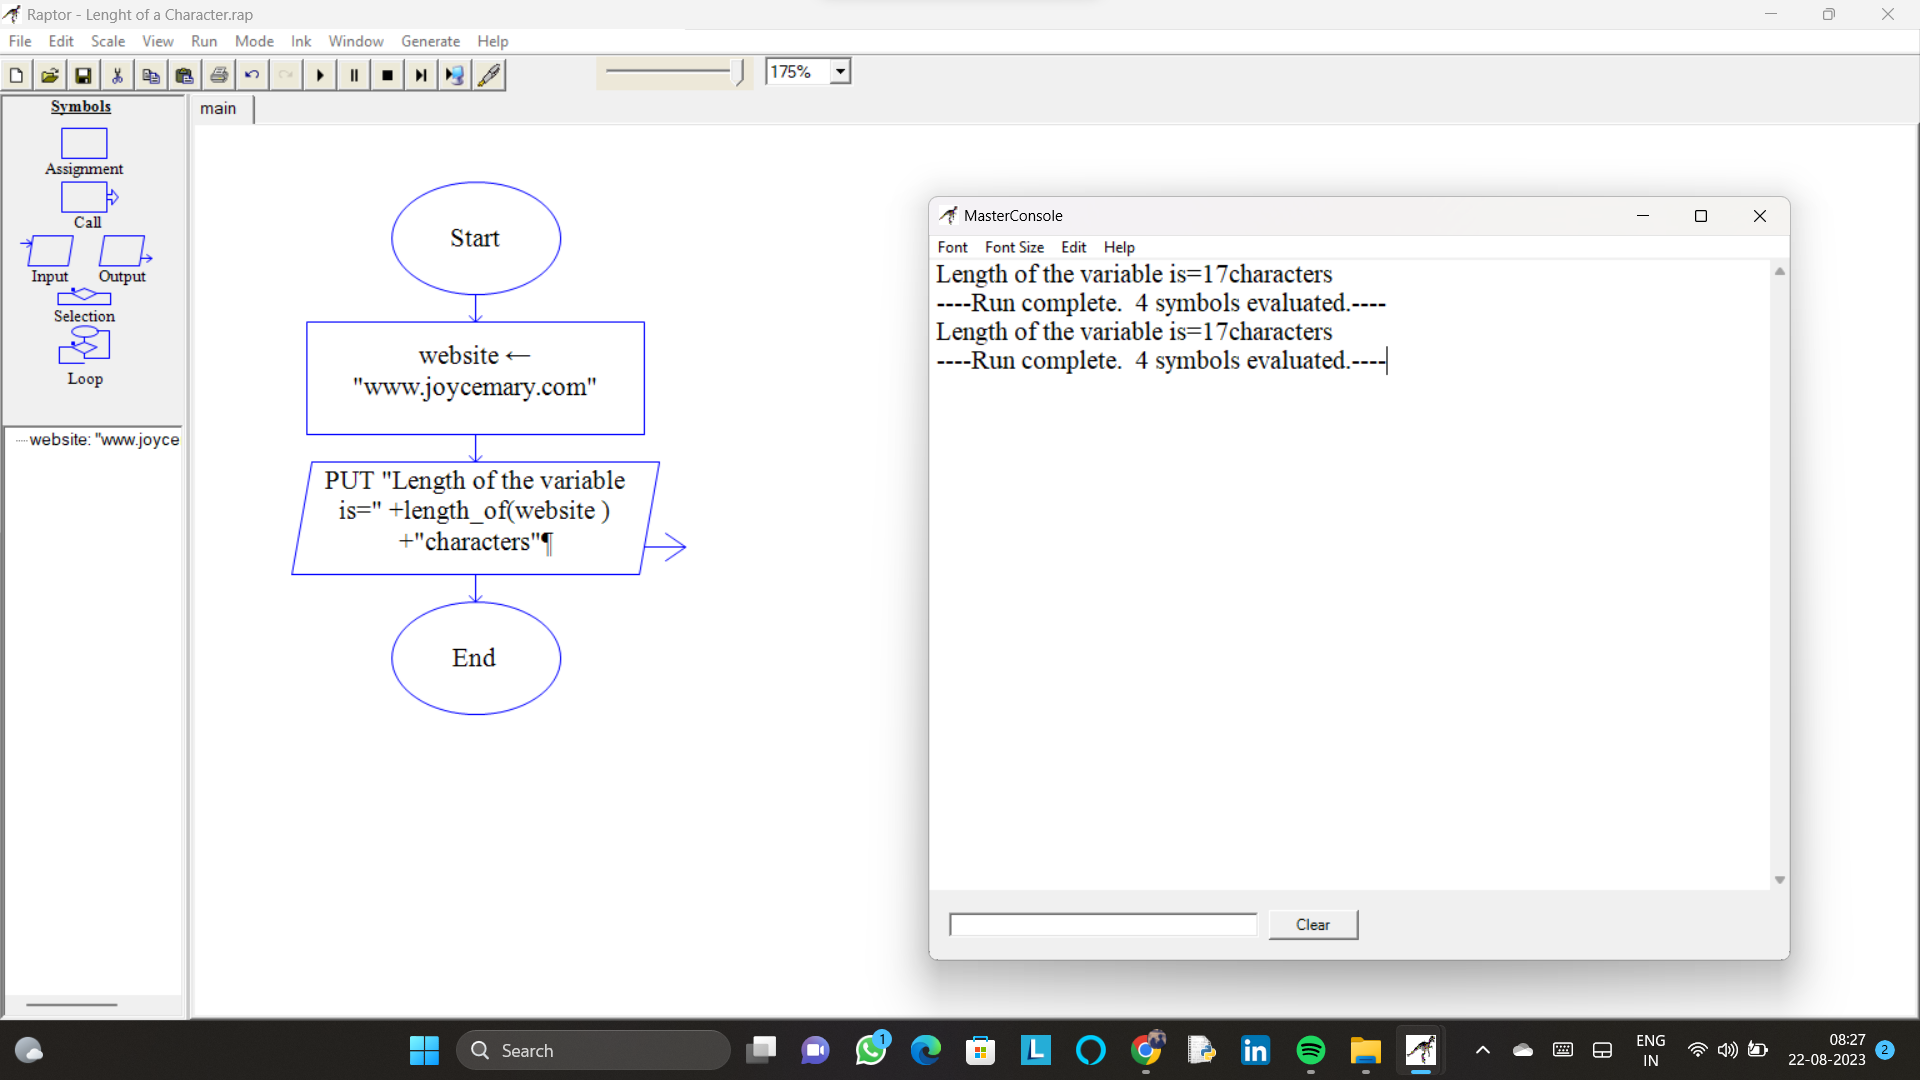 Raptor - Lenght of a Character.rap
File Edit Scale View Run Mode Ink Window Generate Help
175%
Symbols
Assignment
Call
Input Output
Selection
Loop
website: "www.joyce
main
Start
website ←
"www.joycemary.com"
PUT "Length of the variable
is=" +length_of(website )
+"characters"¶
End
MasterConsole
Font Font Size Edit Help
Length of the variable is=17characters
----Run complete.  4 symbols evaluated.----
Length of the variable is=17characters
----Run complete.  4 symbols evaluated.----
Clear
Search
1
L
in
ENG
IN
08:27
22-08-2023
2